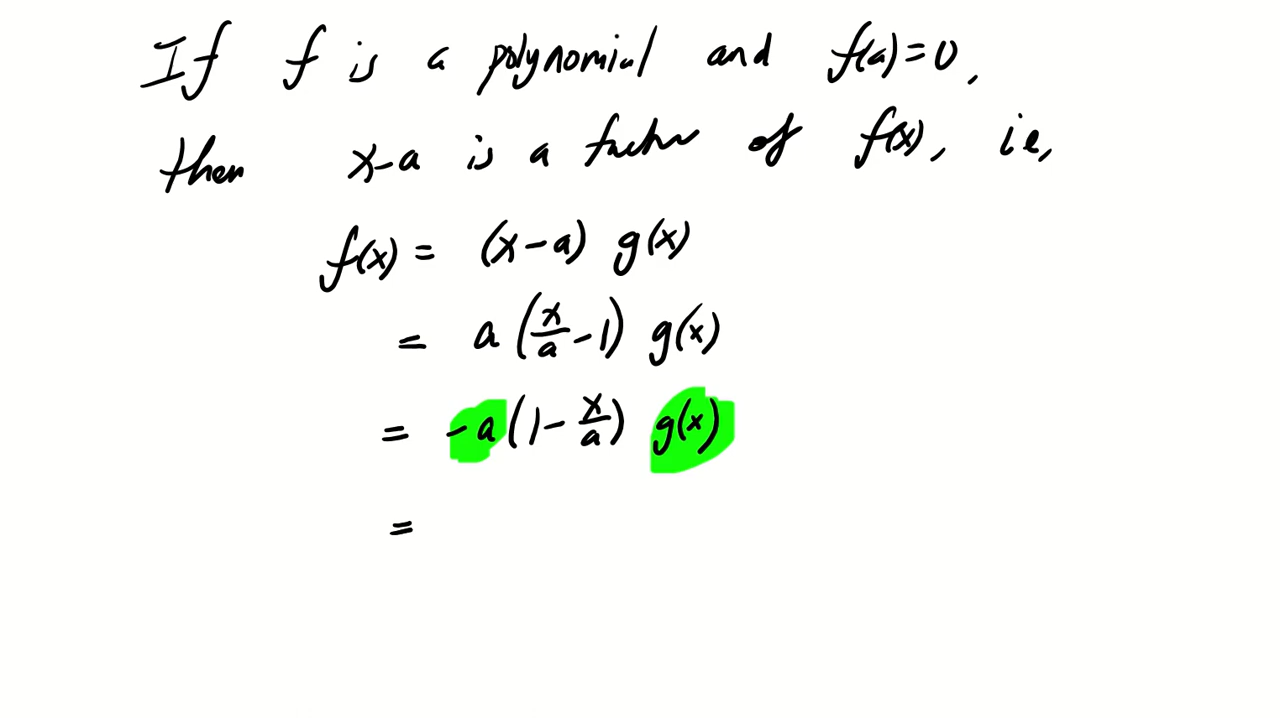 If f is a polynomial and f(a)=0,
then x-a is a factor of f(x), ie,
f(x) = (x-a) g(x)
= a (x/a - 1) g(x)
= -a (1 - x/a) g(x)
=